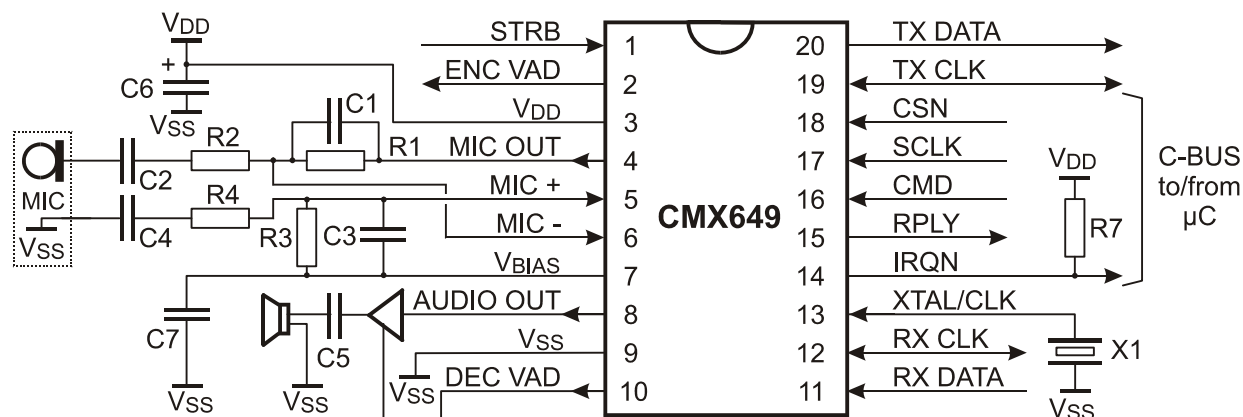 VDD
+
C6
VSS
C1
R1
R2
C2
MIC
R4
C4
VSS
R3
C3
C7
VSS
C5
VSS
VSS
STRB
ENC VAD
VDD
MIC OUT
MIC +
MIC -
VBIAS
AUDIO OUT
VSS
DEC VAD
1
2
3
4
5
6
7
8
9
10
CMX649
20
19
18
17
16
15
14
13
12
11
TX DATA
TX CLK
CSN
SCLK
CMD
RPLY
IRQN
XTAL/CLK
RX CLK
RX DATA
VDD
R7
C-BUS
to/from
µC
X1
VSS